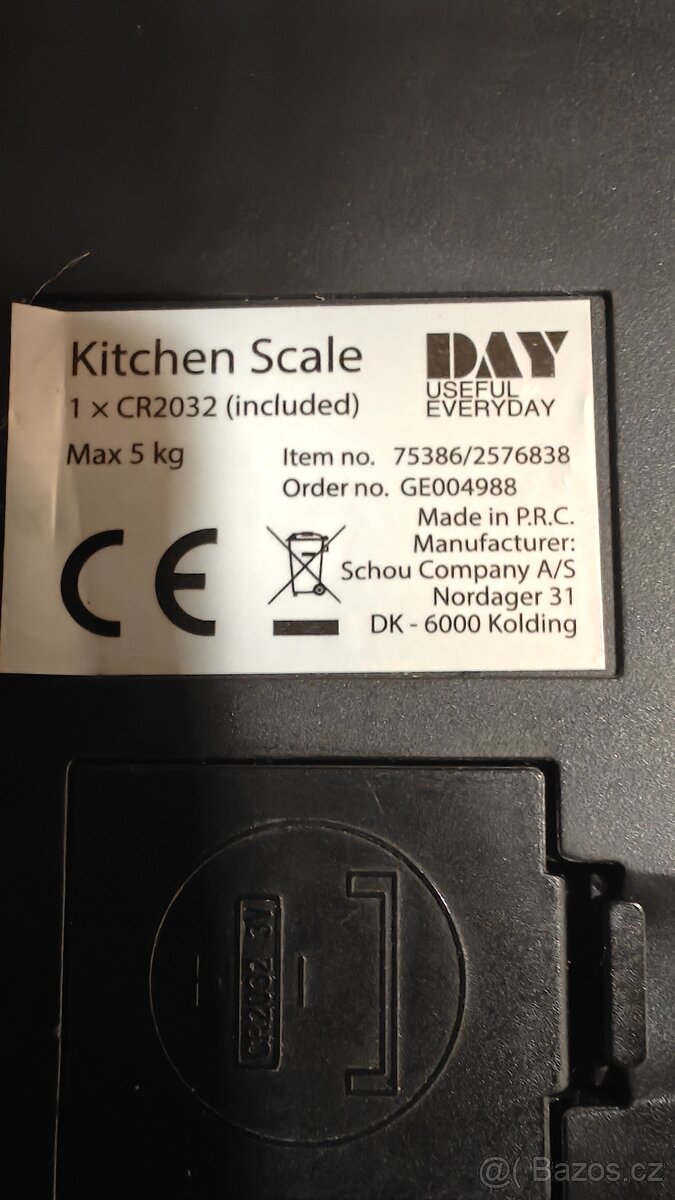 Kitchen Scale
1 x CR2032 (included)
Max 5 kg
DAY
USEFUL
EVERYDAY
Item no. 75386/2576838
Order no. GE004988
Made in P.R.C.
Manufacturer:
Schou Company A/S
Nordager 31
DK - 6000 Kolding
CE
CR2032 3V
@( Bazos.cz